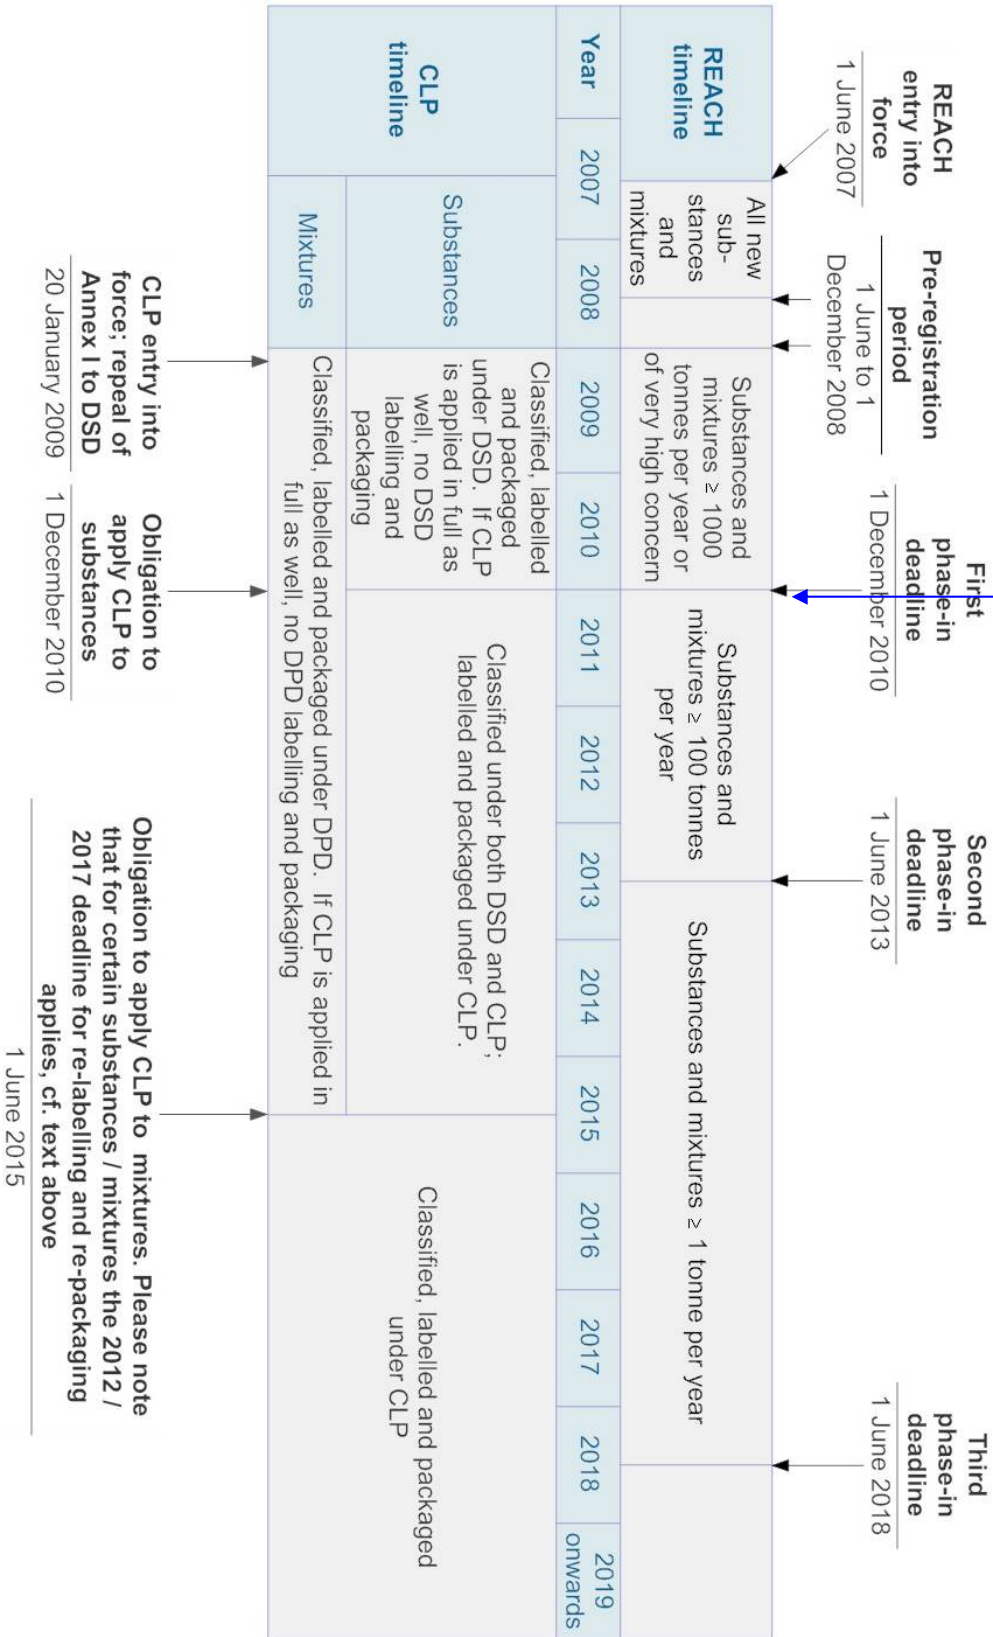 REACH
entry into
force
1 June 2007
Pre-registration
period
1 June to 1
December 2008
First
phase-in
deadline
1 December 2010
Second
phase-in
deadline
1 June 2013
Third
phase-in
deadline
1 June 2018
REACH
timeline
All new
sub-
stances
and
mixtures
Substances and
mixtures ≥ 1000
tonnes per year or
of very high concern
Substances and
mixtures ≥ 100 tonnes
per year
Substances and mixtures ≥ 1 tonne per year
Year
2007
2008
2009
2010
2011
2012
2013
2014
2015
2016
2017
2018
2019
onwards
CLP
timeline
Substances
Classified, labelled
and packaged
under DSD. If CLP
is applied in full as
well, no DSD
labelling and
packaging
Classified under both DSD and CLP;
labelled and packaged under CLP.
Classified, labelled and packaged
under CLP
Mixtures
Classified, labelled and packaged under DPD. If CLP is applied in
full as well, no DPD labelling and packaging
CLP entry into
force; repeal of
Annex I to DSD
20 January 2009
Obligation to
apply CLP to
substances
1 December 2010
Obligation to apply CLP to mixtures. Please note
that for certain substances / mixtures the 2012 /
2017 deadline for re-labelling and re-packaging
applies, cf. text above
1 June 2015